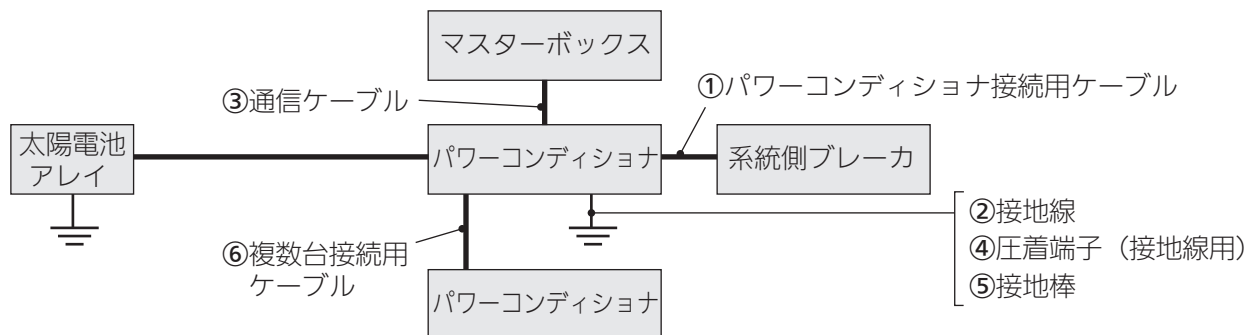 マスターボックス
①パワーコンディショナ接続用ケーブル
③通信ケーブル
太陽電池
アレイ
パワーコンディショナ
系統側ブレーカ
②接地線
④圧着端子（接地線用）
⑤接地棒
⑥複数台接続用
ケーブル
パワーコンディショナ